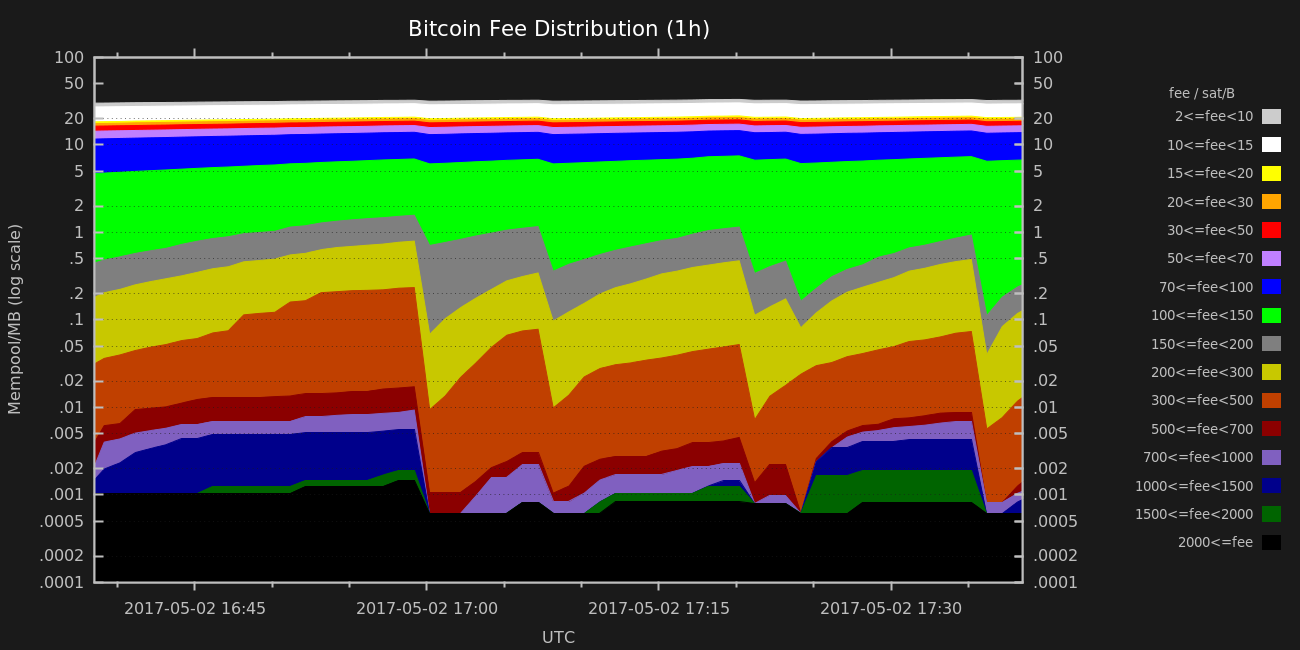 Bitcoin Fee Distribution (1h)
100 100
50 50
20 20
10 10
5 5
2 2
1 1
.5 .5
.2 .2
.1 .1
.05 .05
.02 .02
.01 .01
.005 .005
.002 .002
.001 .001
.0005 .0005
.0002 .0002
.0001 .0001
Mempool/MB (log scale)
2017-05-02 16:45 2017-05-02 17:00 2017-05-02 17:15 2017-05-02 17:30
UTC
fee / sat/B
2<=fee<10
10<=fee<15
15<=fee<20
20<=fee<30
30<=fee<50
50<=fee<70
70<=fee<100
100<=fee<150
150<=fee<200
200<=fee<300
300<=fee<500
500<=fee<700
700<=fee<1000
1000<=fee<1500
1500<=fee<2000
2000<=fee